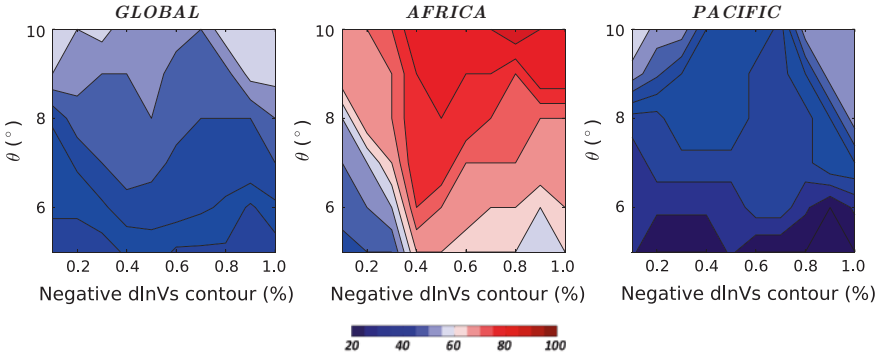 GLOBAL AFRICA PACIFIC
10 10 10
8 8 8
6 6 6
θ (°) θ (°) θ (°)
0.2 0.4 0.6 0.8 1.0 0.2 0.4 0.6 0.8 1.0 0.2 0.4 0.6 0.8 1.0
Negative dlnVs contour (%) Negative dlnVs contour (%) Negative dlnVs contour (%)
20 40 60 80 100